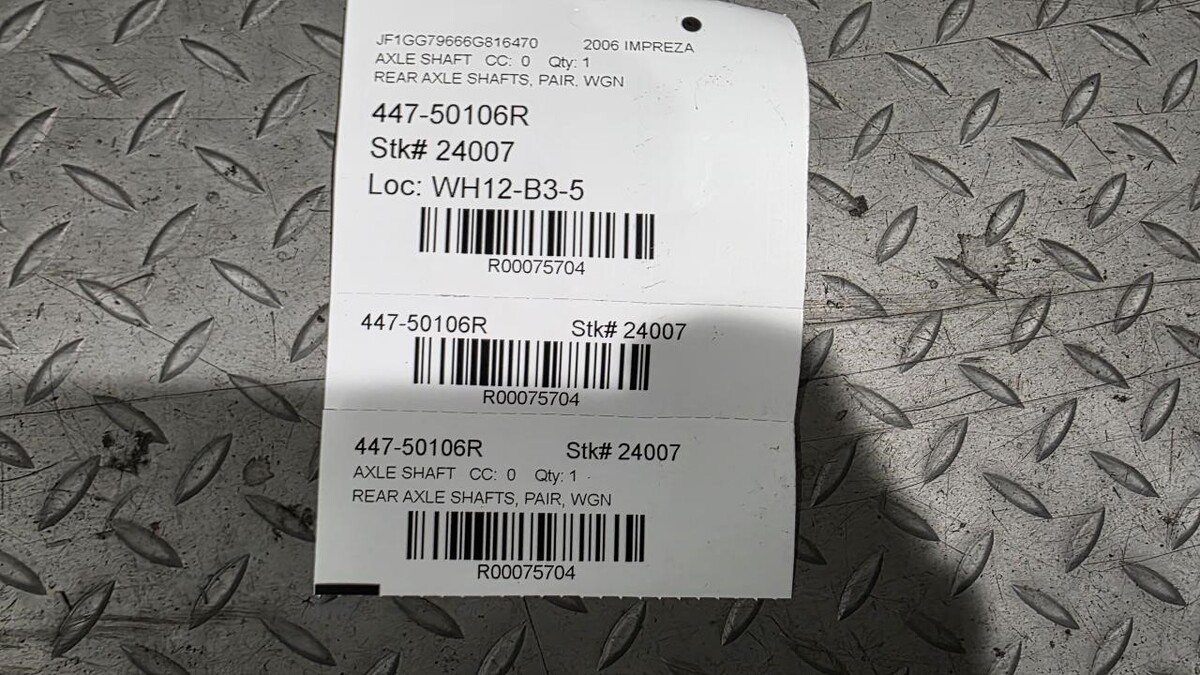 JF1GG79666G816470 2006 IMPREZA
AXLE SHAFT CC: 0 Qty: 1
REAR AXLE SHAFTS, PAIR, WGN
447-50106R
Stk# 24007
Loc: WH12-B3-5
R00075704
447-50106R Stk# 24007
R00075704
447-50106R Stk# 24007
AXLE SHAFT CC: 0 Qty: 1
REAR AXLE SHAFTS, PAIR, WGN
R00075704